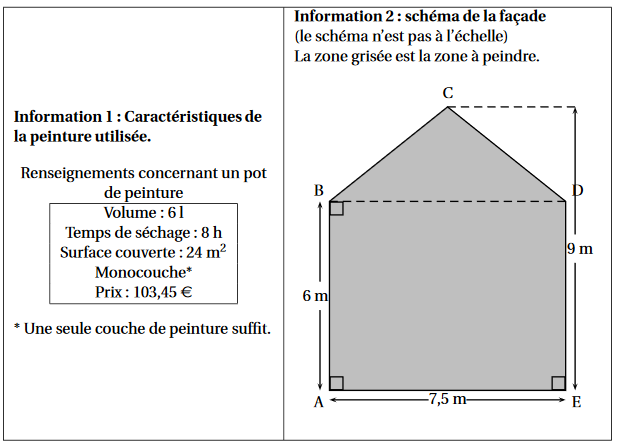 Information 1 : Caractéristiques de
la peinture utilisée.
Renseignements concernant un pot
de peinture
Volume : 6 l
Temps de séchage : 8 h
Surface couverte : 24 m²
Monocouche*
Prix : 103,45 €
* Une seule couche de peinture suffit.
Information 2 : schéma de la façade
(le schéma n'est pas à l'échelle)
La zone grisée est la zone à peindre.
C
B
D
9 m
6 m
A
7,5 m
E